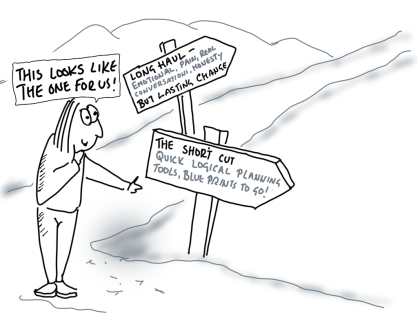 THIS LOOKS LIKE
THE ONE FOR US!
LONG HAUL –
EMOTIONAL, PAIN, REAL
CONVERSATIONS, HONESTY
BUT LASTING CHANGE
THE SHORT CUT
QUICK LOGICAL PLANNING
TOOLS, BLUE PRINTS TO GO!